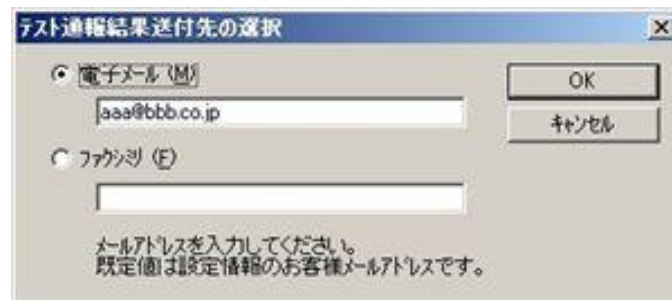 テスト通報結果送付先の選択
電子メール (M)
OK
aaa@bbb.co.jp
キャンセル
ファクシミリ (F)
メールアドレスを入力してください。
既定値は設定情報のお客様メールアドレスです。